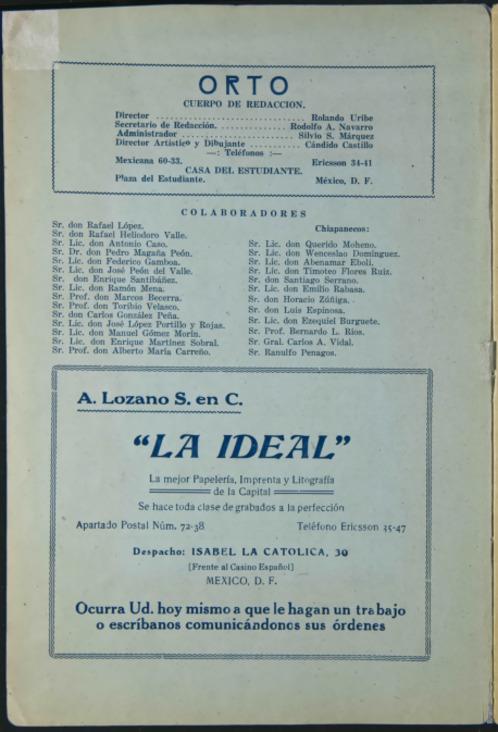 ORTO
CUERPO DE REDACCION.
Director .................................... Rolando Uribe
Secretario de Redacción. ............... Rodolfo A. Navarro
Administrador ............................... Silvio S. Márquez
Director Artístico y Dibujante ............ Cándido Castillo
—: Teléfonos :—
Mexicana 60-33. Ericsson 34-41
CASA DEL ESTUDIANTE.
Plaza del Estudiante. México, D. F.
COLABORADORES
Sr. don Rafael López.
Sr. don Rafael Heliodoro Valle.
Sr. Lic. don Antonio Caso.
Sr. Dr. don Pedro Magaña Peón.
Sr. Lic. don Federico Gamboa.
Sr. Lic. don José Peón del Valle.
Sr. don Enrique Santibáñez.
Sr. Lic. don Ramón Mena.
Sr. Prof. don Marcos Becerra.
Sr. Prof. don Toribio Velasco.
Sr. don Carlos González Peña.
Sr. Lic. don José López Portillo y Rojas.
Sr. Lic. don Manuel Gómez Morín.
Sr. Lic. don Enrique Martínez Sobral.
Sr. Prof. don Alberto María Carreño.
Chiapanecos:
Sr. Lic. don Querido Moheno.
Sr. Lic. don Wenceslao Domínguez.
Sr. Lic. don Abenamar Eboli.
Sr. Lic. don Timoteo Flores Ruiz.
Sr. don Santiago Serrano.
Sr. Lic. don Emilio Rabasa.
Sr. don Horacio Zúñiga.
Sr. don Luis Espinosa.
Sr. Lic. don Ezequiel Burguete.
Sr. Prof. Bernardo L. Ríos.
Sr. Gral. Carlos A. Vidal.
Sr. Ranulfo Penagos.
A. Lozano S. en C.
“LA IDEAL”
La mejor Papelería, Imprenta y Litografía
de la Capital
Se hace toda clase de grabados a la perfección
Apartado Postal Núm. 72-38 Teléfono Ericsson 35-47
Despacho: ISABEL LA CATOLICA, 30
[Frente al Casino Español]
MEXICO, D. F.
Ocurra Ud. hoy mismo a que le hagan un trabajo
o escríbanos comunicándonos sus órdenes